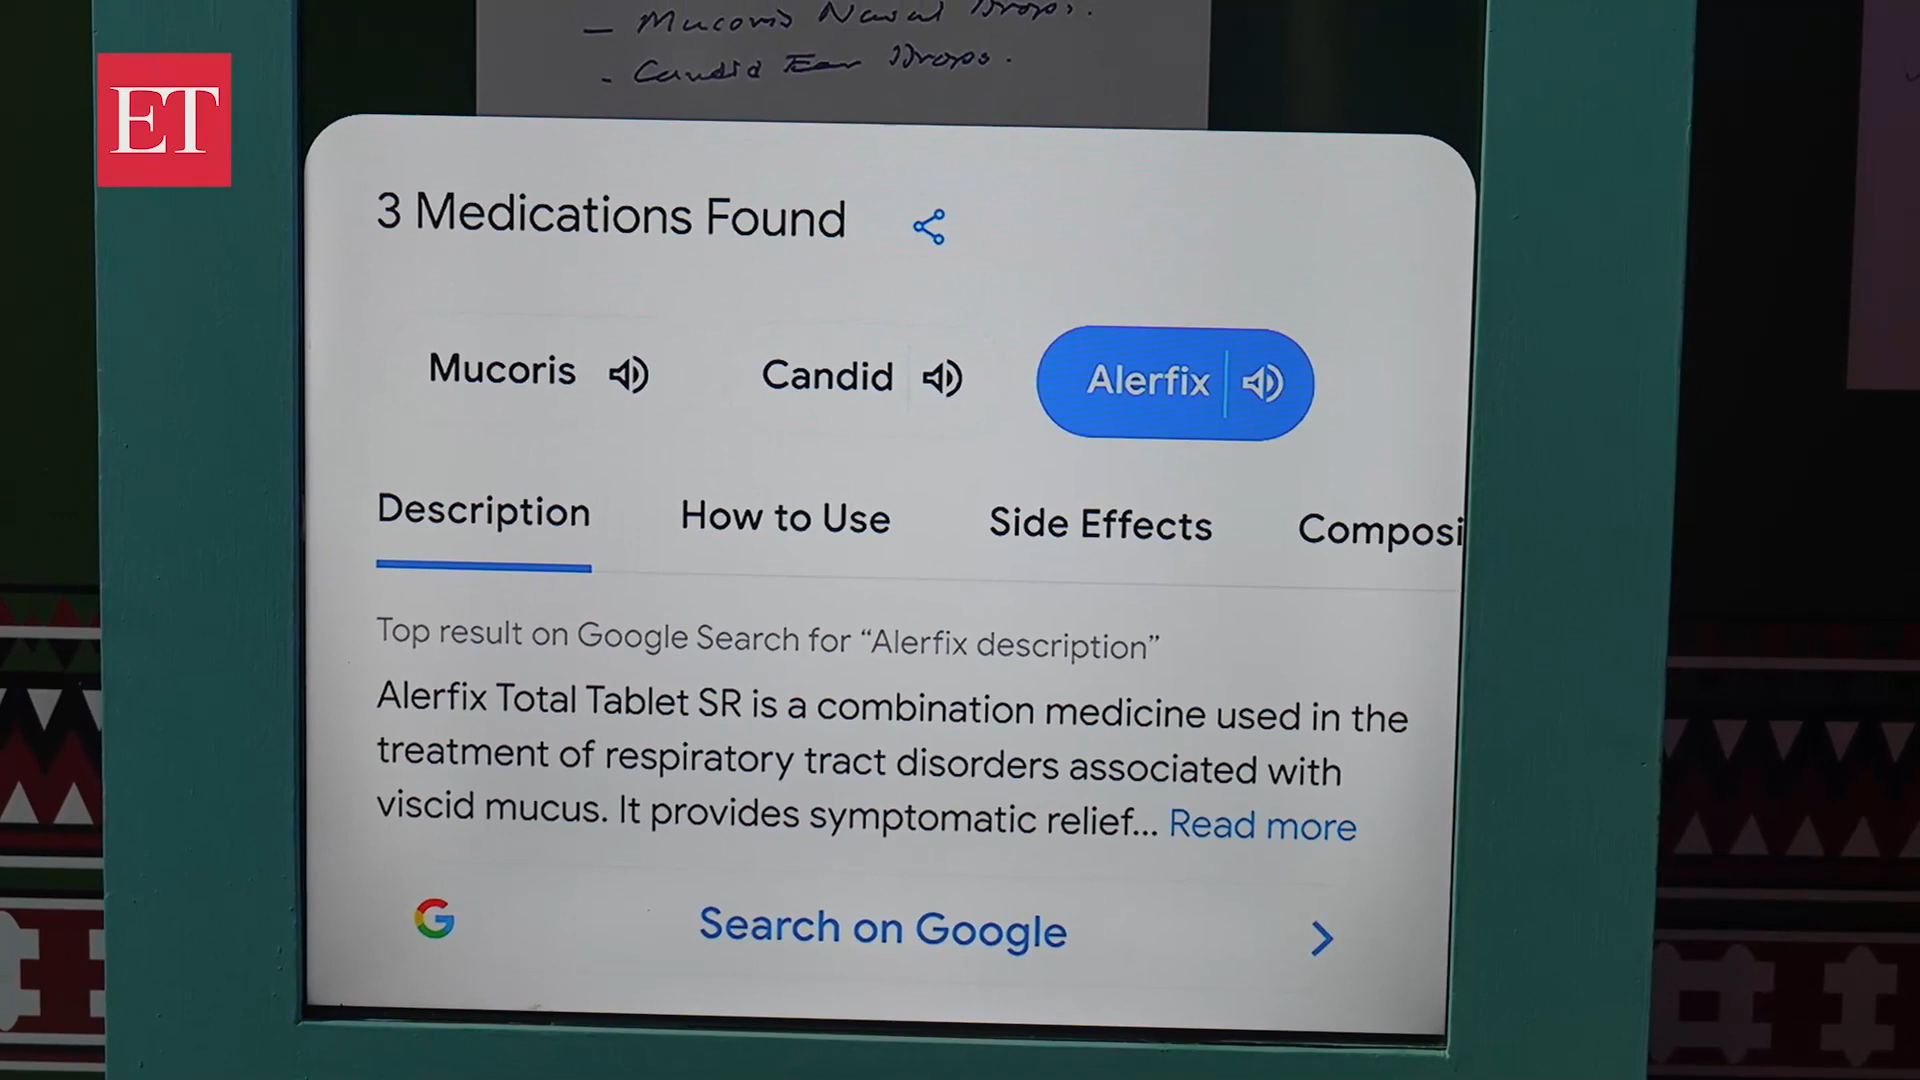 - Mucoris Nasal Drops.
- Candid Ear Drops.
ET
3 Medications Found
Mucoris
Candid
Alerfix
Description
How to Use
Side Effects
Composi
Top result on Google Search for “Alerfix description”
Alerfix Total Tablet SR is a combination medicine used in the
treatment of respiratory tract disorders associated with
viscid mucus. It provides symptomatic relief... Read more
G
Search on Google